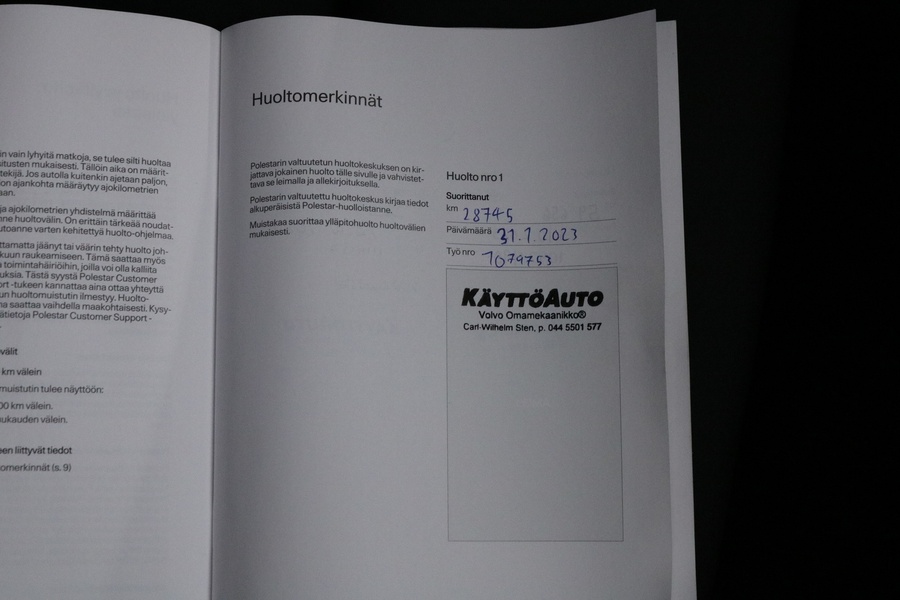 in vain lyhyitä matkoja, se tulee silti huoltaa
itusten mukaisesti. Tällöin aika on määrit-
tekijä. Jos autolla kuitenkin ajetaan paljon,
on ajankohta määräytyy ajokilometrien
aan.
ja ajokilometrien yhdistelmä määrittää
nne huoltovälin. On erittäin tärkeää noudat-
utoanne varten kehitettyä huolto-ohjelmaa.
ttamatta jäänyt tai väärin tehty huolto joh-
kuun raukeamiseen. Tämä saattaa myös
a toimintahäiriöihin, joilla voi olla kalliita
uksia. Tästä syystä Polestar Customer
ort -tukeen kannattaa aina ottaa yhteyttä
un huoltomuistutin ilmestyy. Huolto-
na saattaa vaihdella maakohtaisesti. Kysy-
ätietoja Polestar Customer Support -
välit
km välein
muistutin tulee näyttöön:
00 km välein.
ukauden välein.
een liittyvät tiedot
omerkinnät (s. 9)
Huoltomerkinnät
Polestarin valtuutetun huoltokeskuksen on kir-
jattava jokainen huolto tälle sivulle ja vahvistet-
tava se leimalla ja allekirjoituksella.
Polestarin valtuutettu huoltokeskus kirjaa tiedot
alkuperäisistä Polestar-huolloistanne.
Muistakaa suorittaa ylläpitohuolto huoltovälien
mukaisesti.
Huolto nro 1
Suorittanut
km 28745
Päivämäärä 31.1.2023
Työ nro 1079753
KÄYTTÖAUTO
Volvo Omamekaanikko®
Carl-Wilhelm Sten, p. 044 5501 577